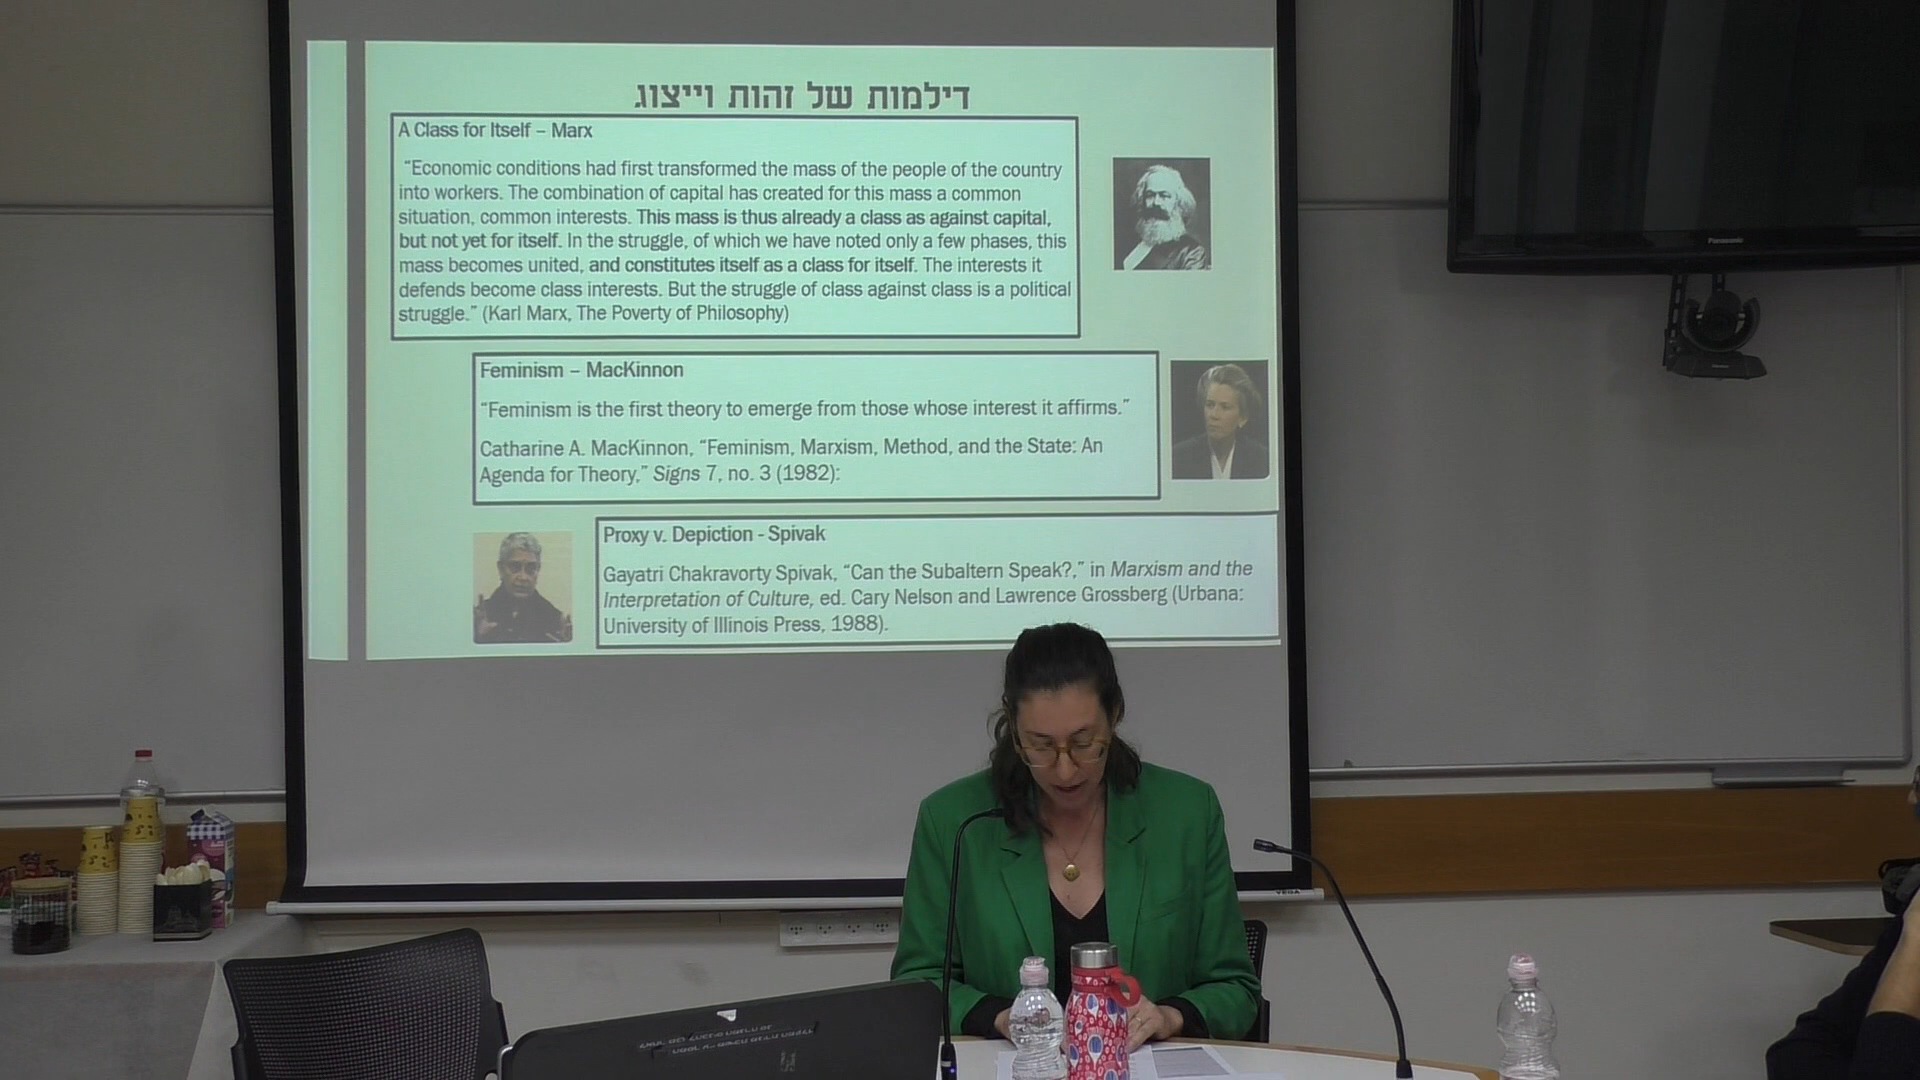 דילמות של זהות וייצוג
A Class for Itself – Marx
“Economic conditions had first transformed the mass of the people of the country
into workers. The combination of capital has created for this mass a common
situation, common interests. This mass is thus already a class as against capital,
but not yet for itself. In the struggle, of which we have noted only a few phases, this
mass becomes united, and constitutes itself as a class for itself. The interests it
defends become class interests. But the struggle of class against class is a political
struggle.” (Karl Marx, The Poverty of Philosophy)
Feminism – MacKinnon
“Feminism is the first theory to emerge from those whose interest it affirms.”
Catharine A. MacKinnon, “Feminism, Marxism, Method, and the State: An
Agenda for Theory,” Signs 7, no. 3 (1982):
Proxy v. Depiction - Spivak
Gayatri Chakravorty Spivak, “Can the Subaltern Speak?,” in Marxism and the
Interpretation of Culture, ed. Cary Nelson and Lawrence Grossberg (Urbana:
University of Illinois Press, 1988).
Panasonic
VEGA